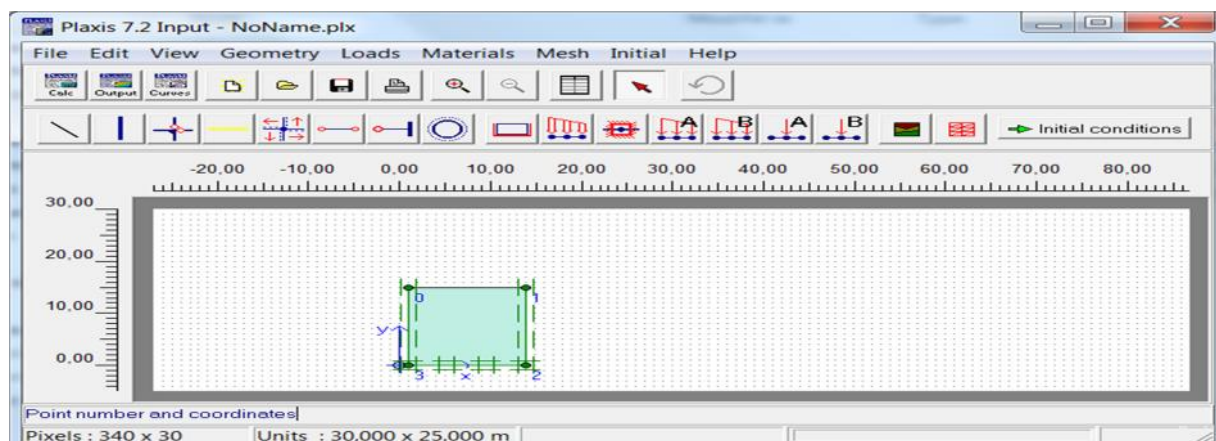 Plaxis 7.2 Input - NoName.plx
File Edit View Geometry Loads Materials Mesh Initial Help
Calc Output Curves
A B A B Initial conditions
-20,00 -10,00 0,00 10,00 20,00 30,00 40,00 50,00 60,00 70,00 80,00
30,00
20,00
10,00
0,00
0 1
y
x
3 2
Point number and coordinates
Pixels : 340 x 30 Units : 30,000 x 25,000 m